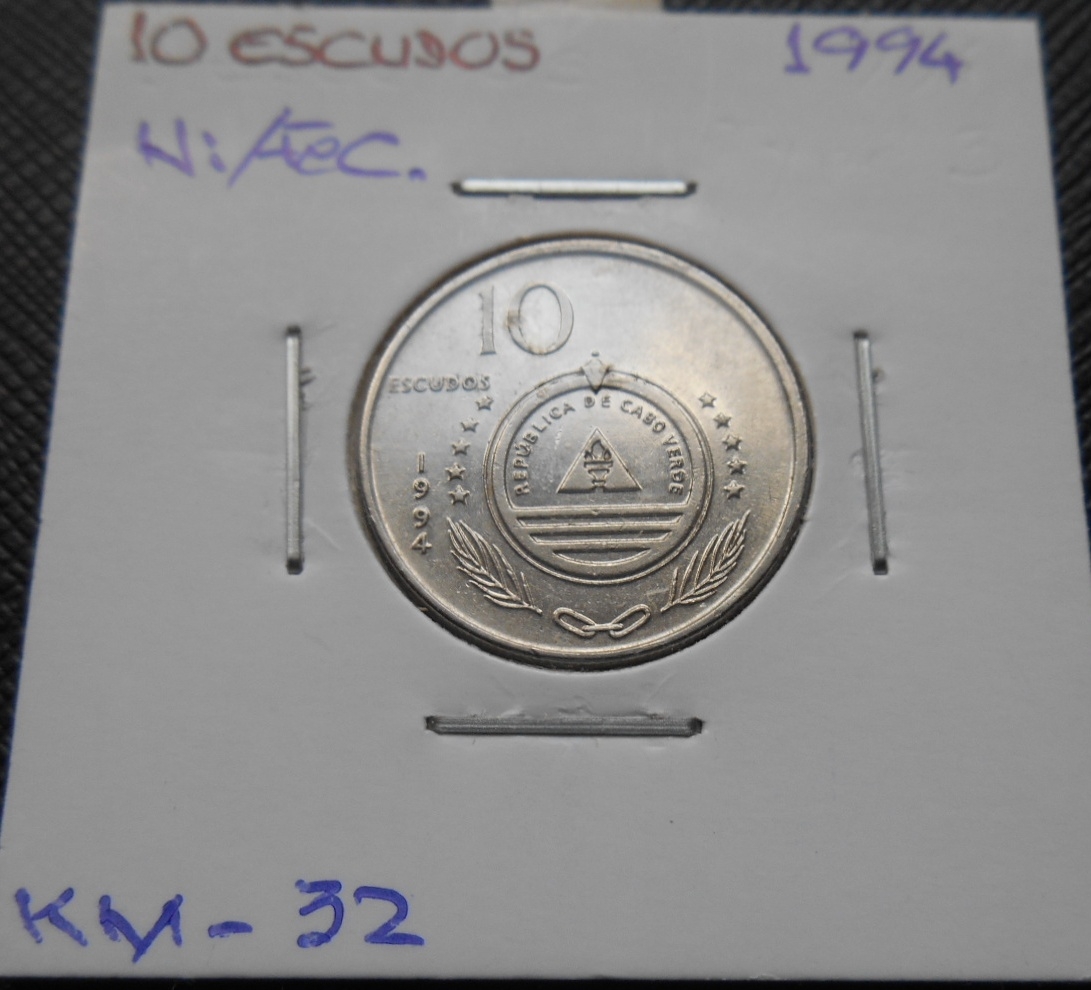 10 ESCUDOS 1994
Ni/Aec.
10
ESCUDOS
REPÚBLICA DE CABO VERDE
1994
KM-32